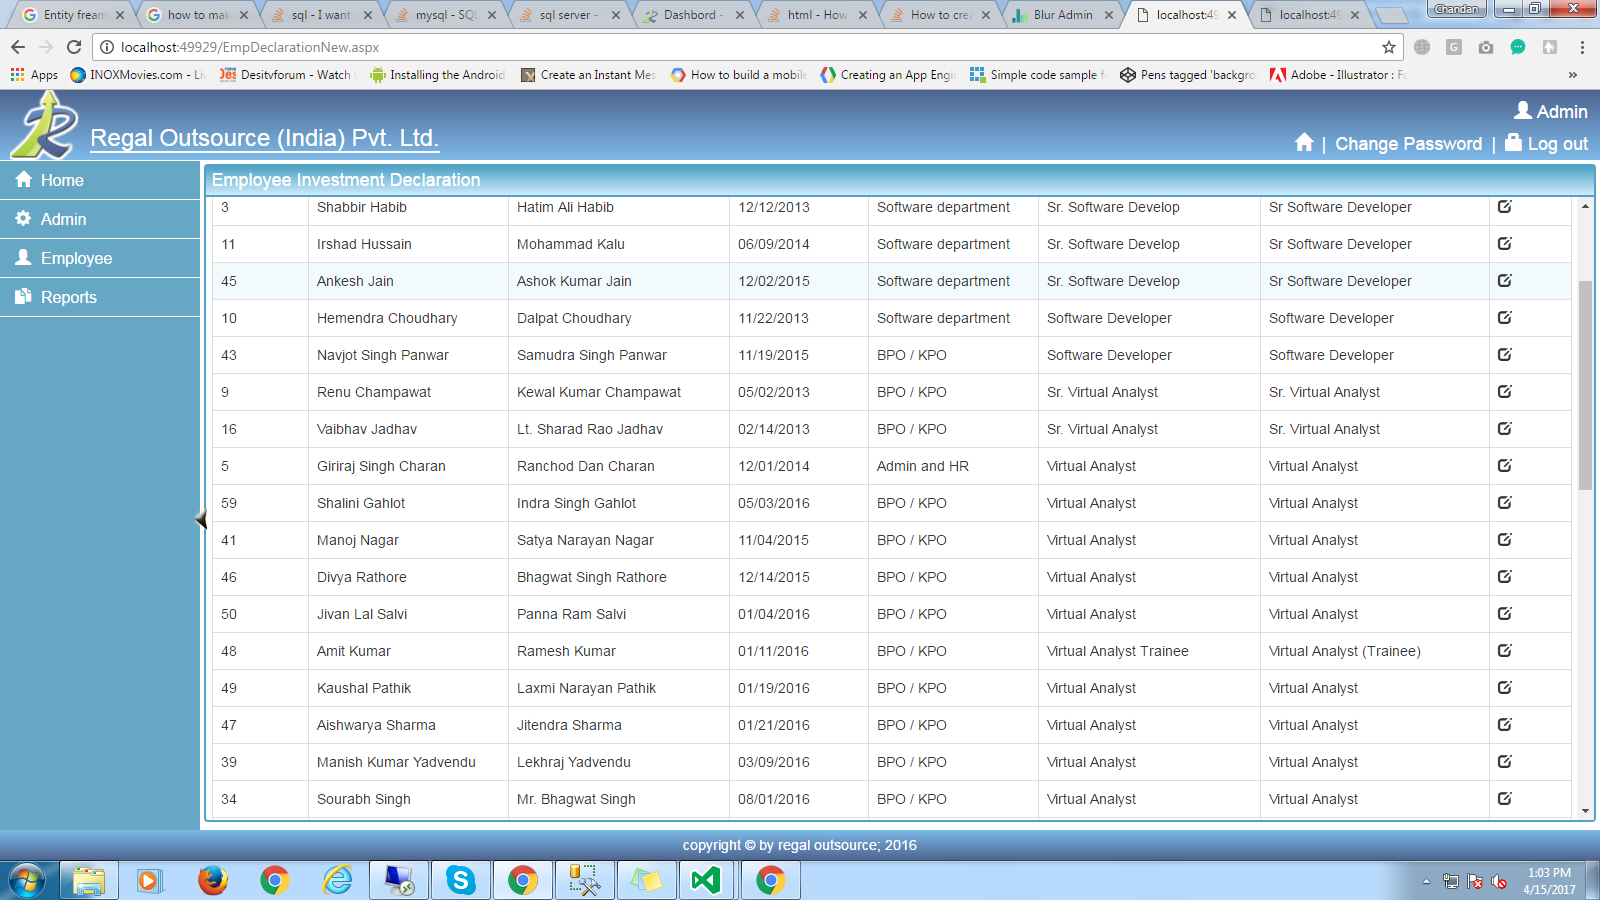 Entity fream
how to mak
sql - I want
mysql - SQL
sql server -
Dashbord -
html - How
How to crea
Blur Admin
localhost:49
localhost:49
Chandan
localhost:49929/EmpDeclarationNew.aspx
Apps INOXMovies.com - Li Desitvforum - Watch Installing the Android Create an Instant Mes How to build a mobile Creating an App Engi Simple code sample f Pens tagged 'backgro Adobe - Illustrator : F »
Regal Outsource (India) Pvt. Ltd.
Admin
| Change Password | Log out
Home
Admin
Employee
Reports
Employee Investment Declaration
3 Shabbir Habib Hatim Ali Habib 12/12/2013 Software department Sr. Software Develop Sr Software Developer
11 Irshad Hussain Mohammad Kalu 06/09/2014 Software department Sr. Software Develop Sr Software Developer
45 Ankesh Jain Ashok Kumar Jain 12/02/2015 Software department Sr. Software Develop Sr Software Developer
10 Hemendra Choudhary Dalpat Choudhary 11/22/2013 Software department Software Developer Software Developer
43 Navjot Singh Panwar Samudra Singh Panwar 11/19/2015 BPO / KPO Software Developer Software Developer
9 Renu Champawat Kewal Kumar Champawat 05/02/2013 BPO / KPO Sr. Virtual Analyst Sr. Virtual Analyst
16 Vaibhav Jadhav Lt. Sharad Rao Jadhav 02/14/2013 BPO / KPO Sr. Virtual Analyst Sr. Virtual Analyst
5 Giriraj Singh Charan Ranchod Dan Charan 12/01/2014 Admin and HR Virtual Analyst Virtual Analyst
59 Shalini Gahlot Indra Singh Gahlot 05/03/2016 BPO / KPO Virtual Analyst Virtual Analyst
41 Manoj Nagar Satya Narayan Nagar 11/04/2015 BPO / KPO Virtual Analyst Virtual Analyst
46 Divya Rathore Bhagwat Singh Rathore 12/14/2015 BPO / KPO Virtual Analyst Virtual Analyst
50 Jivan Lal Salvi Panna Ram Salvi 01/04/2016 BPO / KPO Virtual Analyst Virtual Analyst
48 Amit Kumar Ramesh Kumar 01/11/2016 BPO / KPO Virtual Analyst Trainee Virtual Analyst (Trainee)
49 Kaushal Pathik Laxmi Narayan Pathik 01/19/2016 BPO / KPO Virtual Analyst Virtual Analyst
47 Aishwarya Sharma Jitendra Sharma 01/21/2016 BPO / KPO Virtual Analyst Virtual Analyst
39 Manish Kumar Yadvendu Lekhraj Yadvendu 03/09/2016 BPO / KPO Virtual Analyst Virtual Analyst
34 Sourabh Singh Mr. Bhagwat Singh 08/01/2016 BPO / KPO Virtual Analyst Virtual Analyst
copyright © by regal outsource; 2016
1:03 PM
4/15/2017